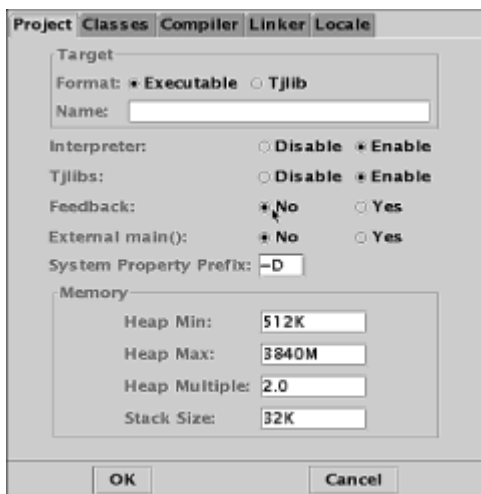 Project Classes Compiler Linker Locale
Target
Format: Executable Tjlib
Name:
Interpreter: Disable Enable
Tjlibs: Disable Enable
Feedback: No Yes
External main(): No Yes
System Property Prefix: -D
Memory
Heap Min: 512K
Heap Max: 3840M
Heap Multiple: 2.0
Stack Size: 32K
OK Cancel